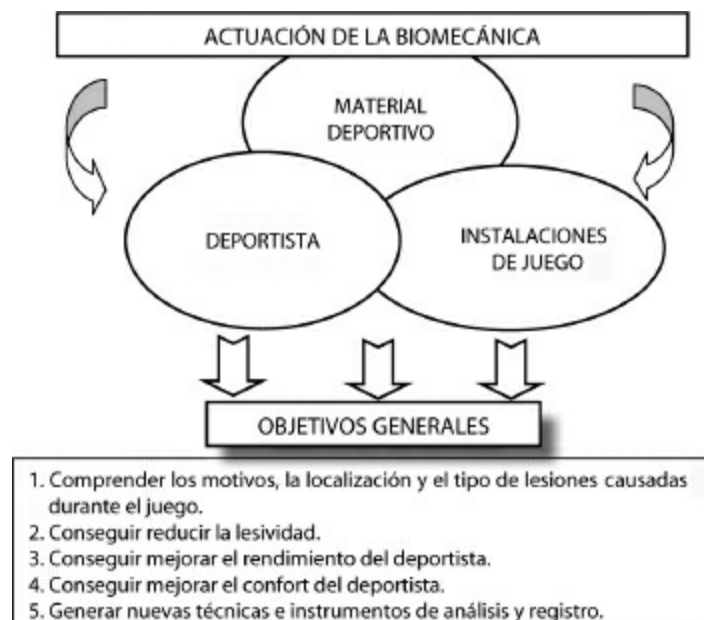 ACTUACIÓN DE LA BIOMECÁNICA
MATERIAL
DEPORTIVO
DEPORTISTA
INSTALACIONES
DE JUEGO
OBJETIVOS GENERALES
1. Comprender los motivos, la localización y el tipo de lesiones causadas
durante el juego.
2. Conseguir reducir la lesividad.
3. Conseguir mejorar el rendimiento del deportista.
4. Conseguir mejorar el confort del deportista.
5. Generar nuevas técnicas e instrumentos de análisis y registro.